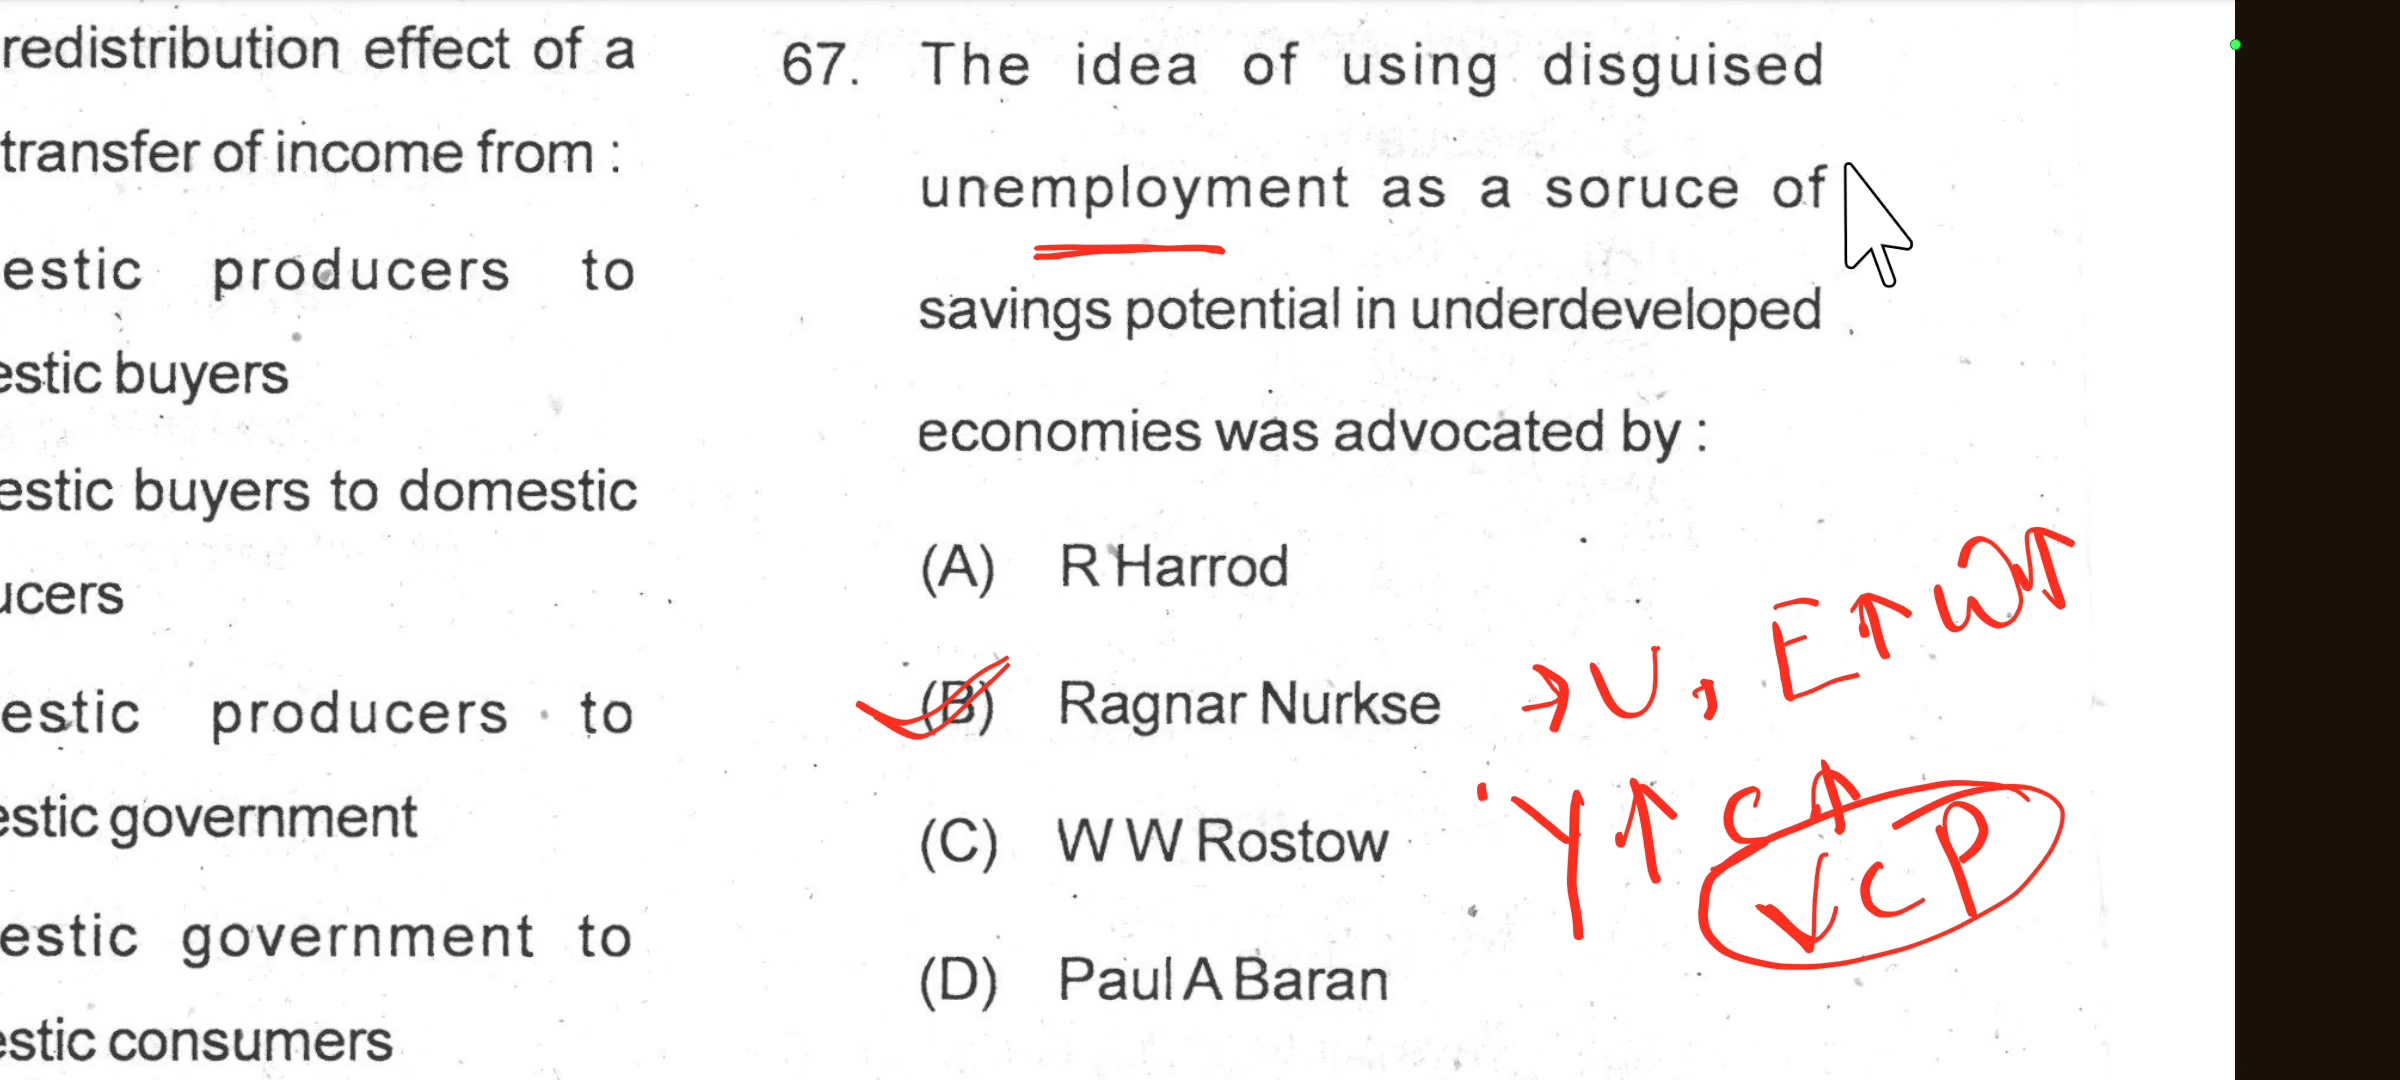 redistribution effect of a
transfer of income from :
estic producers to
estic buyers
estic buyers to domestic
ucers
estic producers to
estic government
estic government to
estic consumers
67. The idea of using disguised
unemployment as a soruce of
savings potential in underdeveloped
economies was advocated by :
(A) R Harrod
(B) Ragnar Nurkse → U, E↑ W↑
(C) W W Rostow Y↑ C↑
VCP
(D) Paul A Baran